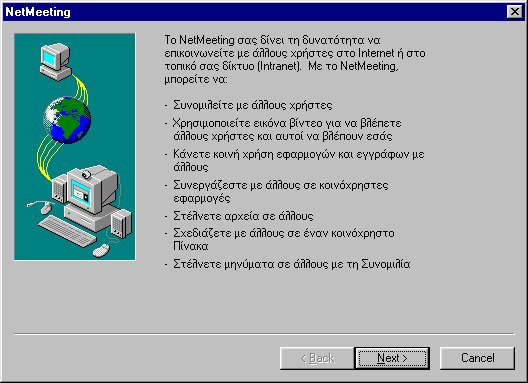 NetMeeting
Το NetMeeting σας δίνει τη δυνατότητα να
επικοινωνείτε με άλλους χρήστες στο Internet ή στο
τοπικό σας δίκτυο (Intranet). Με το NetMeeting,
μπορείτε να:
- Συνομιλείτε με άλλους χρήστες
- Χρησιμοποιείτε εικόνα βίντεο για να βλέπετε
άλλους χρήστες και αυτοί να βλέπουν εσάς
- Κάνετε κοινή χρήση εφαρμογών και εγγράφων με
άλλους
- Συνεργάζεστε με άλλους σε κοινόχρηστες
εφαρμογές
- Στέλνετε αρχεία σε άλλους
- Σχεδιάζετε με άλλους σε έναν κοινόχρηστο
Πίνακα
- Στέλνετε μηνύματα σε άλλους με τη Συνομιλία
< Back
Next >
Cancel